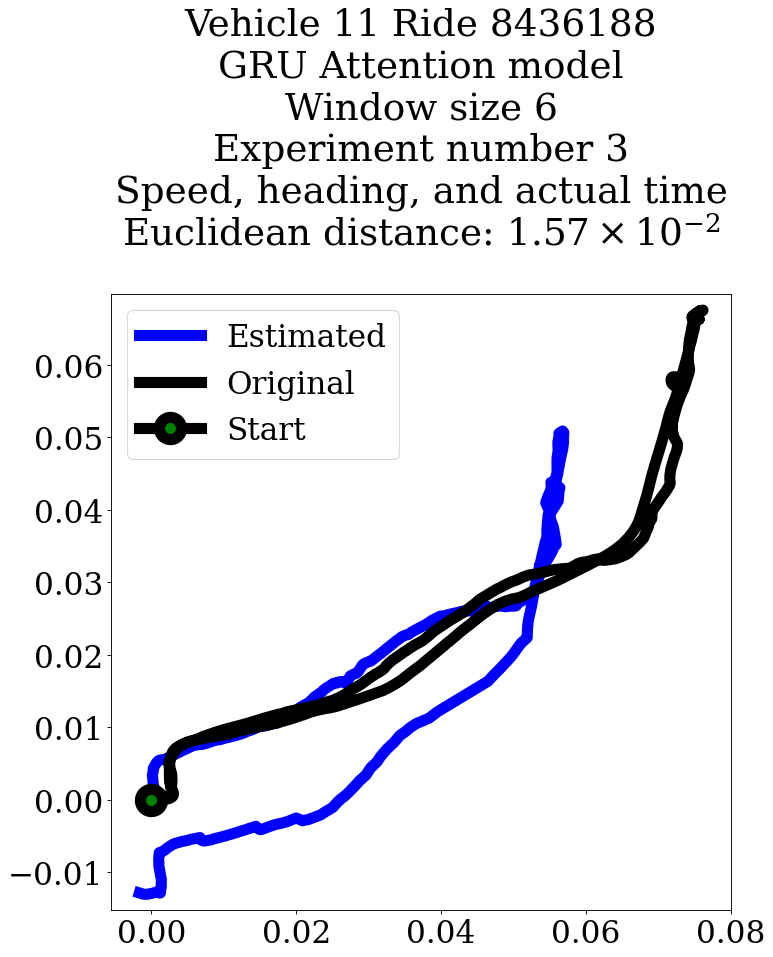 Vehicle 11 Ride 8436188
GRU Attention model
Window size 6
Experiment number 3
Speed, heading, and actual time
Euclidean distance: 1.57 × 10⁻²
Estimated
Original
Start
0.06
0.05
0.04
0.03
0.02
0.01
0.00
−0.01
0.00 0.02 0.04 0.06 0.08